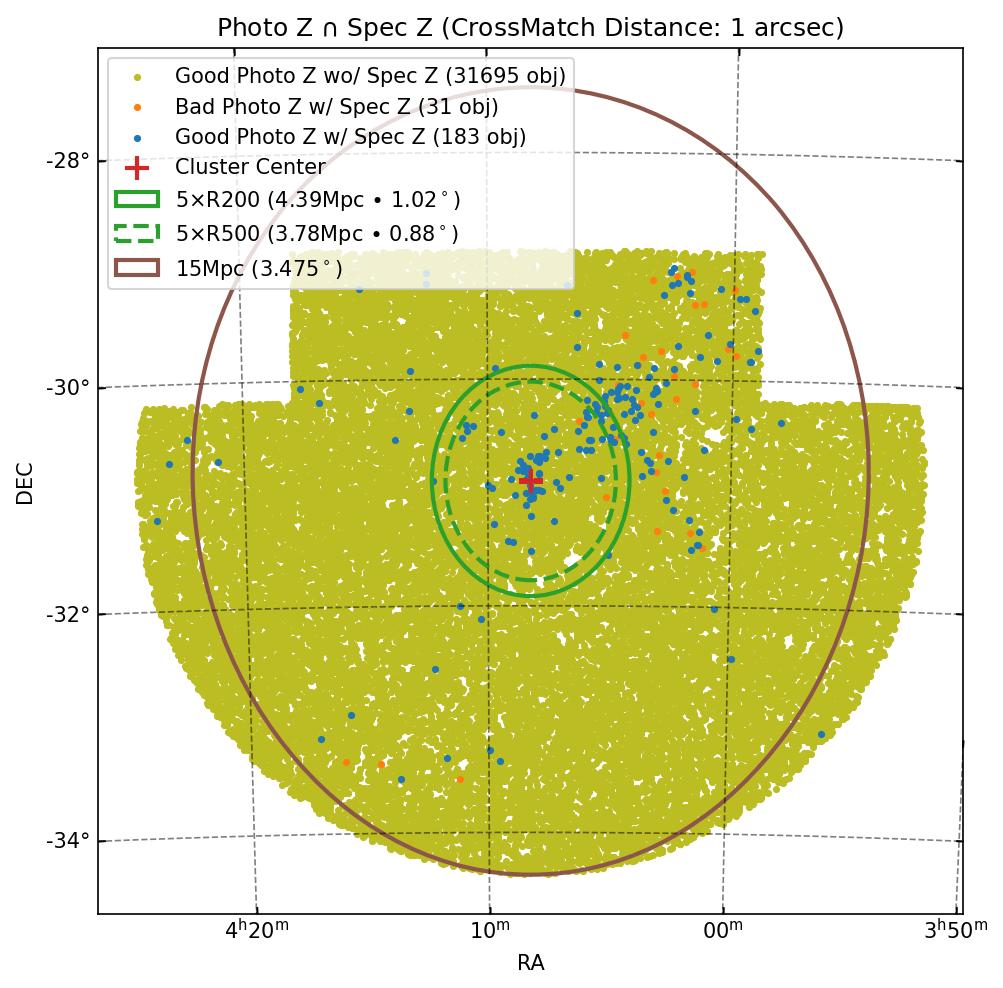 Photo Z ∩ Spec Z (CrossMatch Distance: 1 arcsec)
Good Photo Z wo/ Spec Z (31695 obj)
Bad Photo Z w/ Spec Z (31 obj)
Good Photo Z w/ Spec Z (183 obj)
Cluster Center
5×R200 (4.39Mpc • 1.02°)
5×R500 (3.78Mpc • 0.88°)
15Mpc (3.475°)
-28°
-30°
-32°
-34°
DEC
4ʰ20ᵐ 10ᵐ 00ᵐ 3ʰ50ᵐ
RA